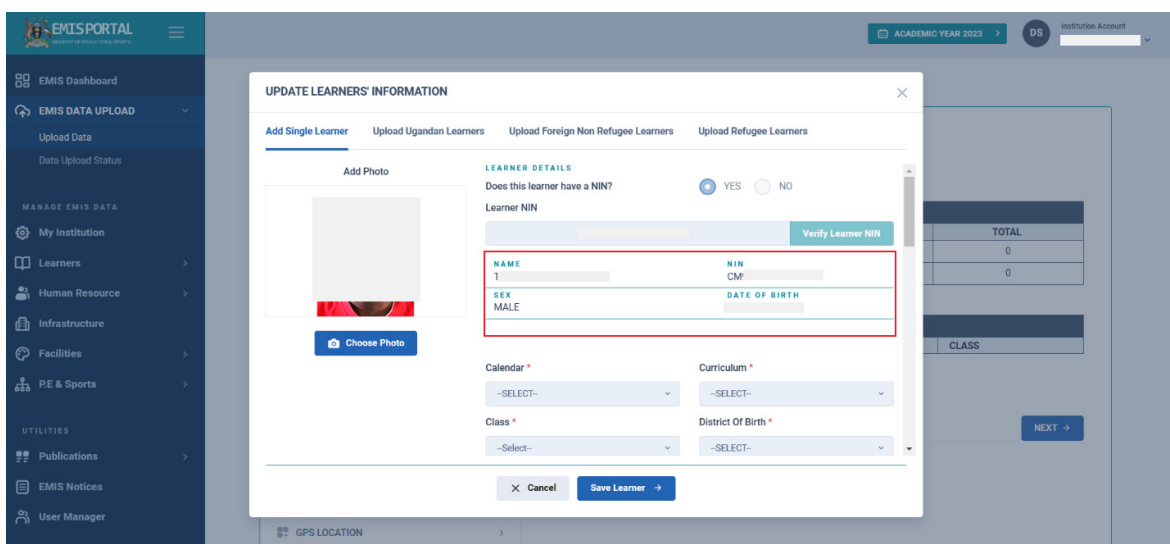 EMIS PORTAL
MINISTRY OF EDUCATION & SPORTS
ACADEMIC YEAR 2023
DS
Institution Account
EMIS Dashboard
EMIS DATA UPLOAD
Upload Data
Data Upload Status
MANAGE EMIS DATA
My Institution
Learners
Human Resource
Infrastructure
Facilities
P.E & Sports
UTILITIES
Publications
EMIS Notices
User Manager
UPDATE LEARNERS' INFORMATION
Add Single Learner Upload Ugandan Learners Upload Foreign Non Refugee Learners Upload Refugee Learners
Add Photo
Choose Photo
LEARNER DETAILS
Does this learner have a NIN? YES NO
Learner NIN
Verify Learner NIN
NAME NIN
CM
SEX DATE OF BIRTH
MALE
Calendar * Curriculum *
--SELECT-- --SELECT--
Class * District Of Birth *
--Select-- --SELECT--
Cancel Save Learner
TOTAL
0
0
CLASS
NEXT
GPS LOCATION